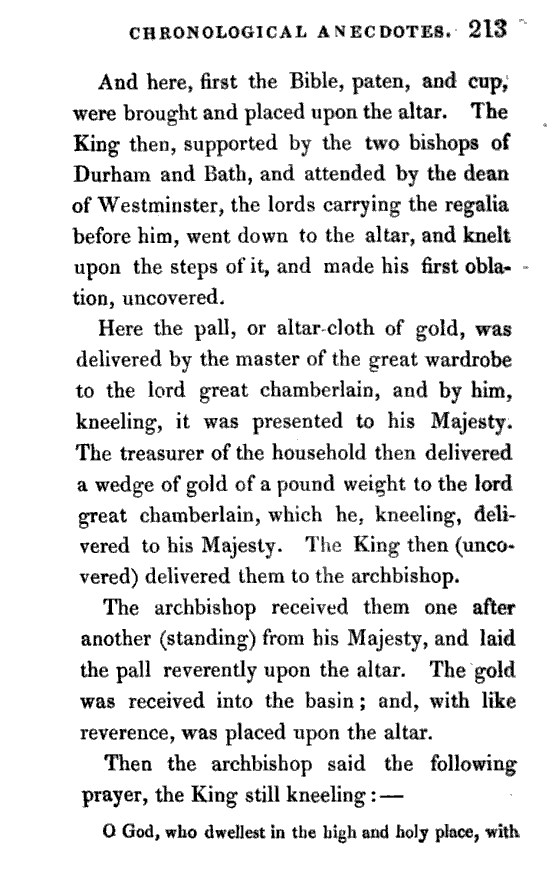 CHRONOLOGICAL ANECDOTES. 213
And here, first the Bible, paten, and cup,
were brought and placed upon the altar. The
King then, supported by the two bishops of
Durham and Bath, and attended by the dean
of Westminster, the lords carrying the regalia
before him, went down to the altar, and knelt
upon the steps of it, and made his first obla-
tion, uncovered.
Here the pall, or altar-cloth of gold, was
delivered by the master of the great wardrobe
to the lord great chamberlain, and by him,
kneeling, it was presented to his Majesty.
The treasurer of the household then delivered
a wedge of gold of a pound weight to the lord
great chamberlain, which he, kneeling, deli-
vered to his Majesty. The King then (unco-
vered) delivered them to the archbishop.
The archbishop received them one after
another (standing) from his Majesty, and laid
the pall reverently upon the altar. The gold
was received into the basin; and, with like
reverence, was placed upon the altar.
Then the archbishop said the following
prayer, the King still kneeling:—
O God, who dwellest in the high and holy place, with